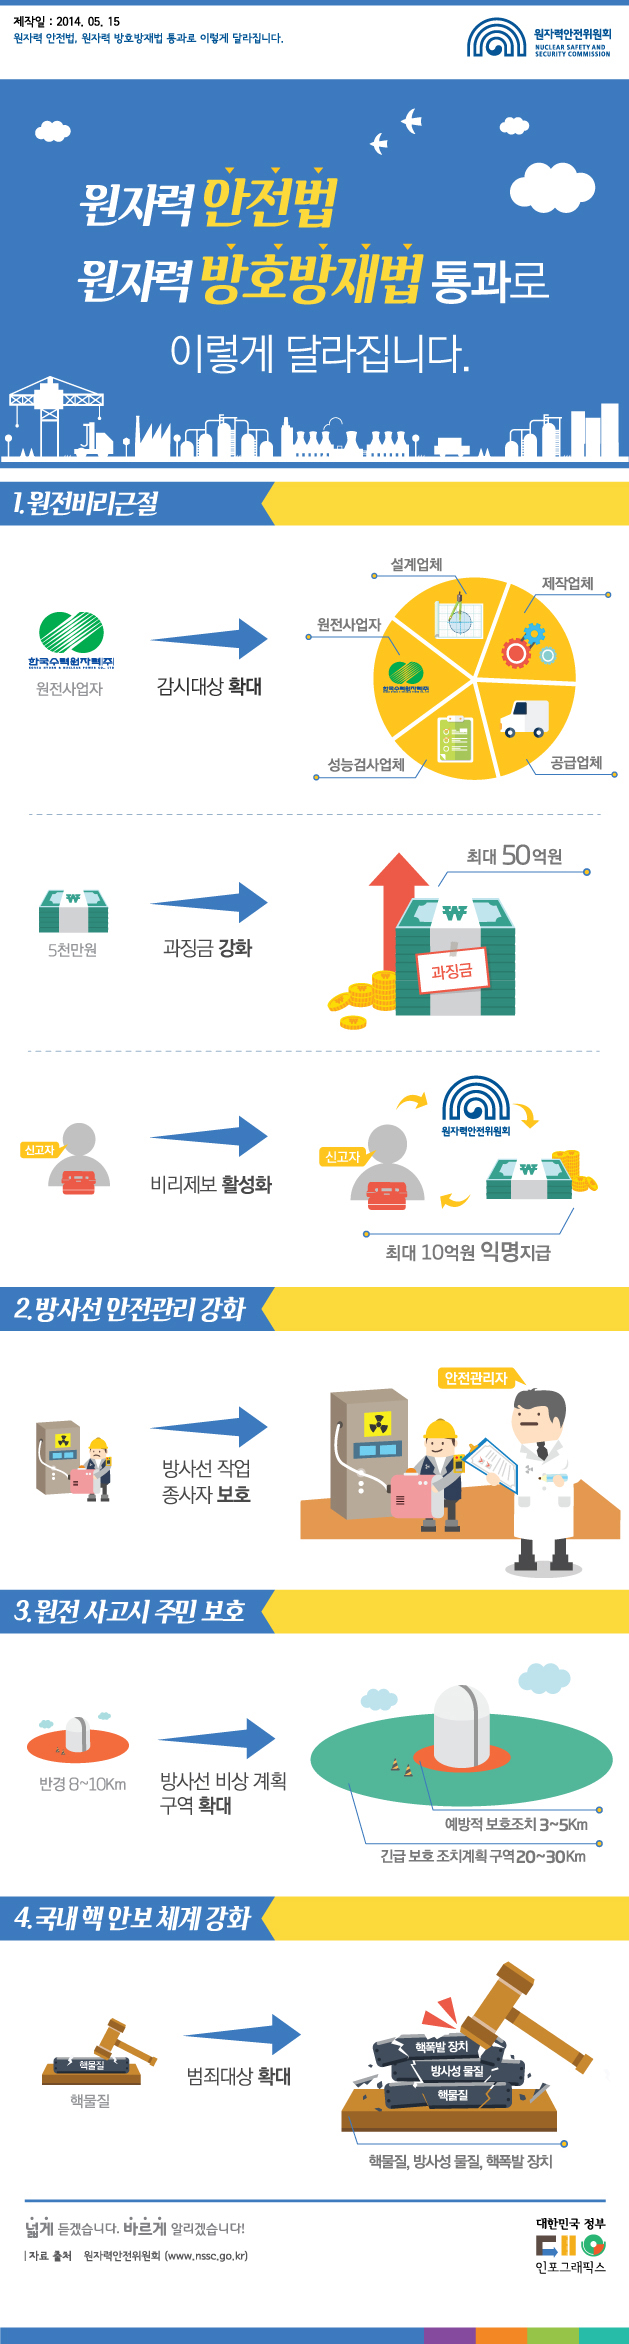 제작일 : 2014. 05. 15
원자력 안전법, 원자력 방호방재법 통과로 이렇게 달라집니다.
원자력안전위원회
NUCLEAR SAFETY AND
SECURITY COMMISSION
원자력 안전법
원자력 방호방재법 통과로
이렇게 달라집니다.
1.원전비리근절
설계업체
제작업체
원전사업자
한국수력원자력(주)
원전사업자
감시대상 확대
한국수력원자력(주)
성능검사업체
공급업체
최대 50억원
5천만원
과징금 강화
과징금
원자력안전위원회
신고자
신고자
비리제보 활성화
최대 10억원 익명지급
2.방사선 안전관리 강화
안전관리자
방사선 작업
종사자 보호
3.원전 사고시 주민 보호
반경 8~10Km
방사선 비상 계획
구역 확대
예방적 보호조치 3~5Km
긴급 보호 조치계획 구역 20~30Km
4.국내 핵 안보 체계 강화
핵폭발 장치
핵물질
방사성 물질
핵물질
핵물질
범죄대상 확대
핵물질, 방사성 물질, 핵폭발 장치
넓게 듣겠습니다. 바르게 알리겠습니다!
자료 출처 원자력안전위원회 (www.nssc.go.kr)
대한민국 정부
인포그래픽스